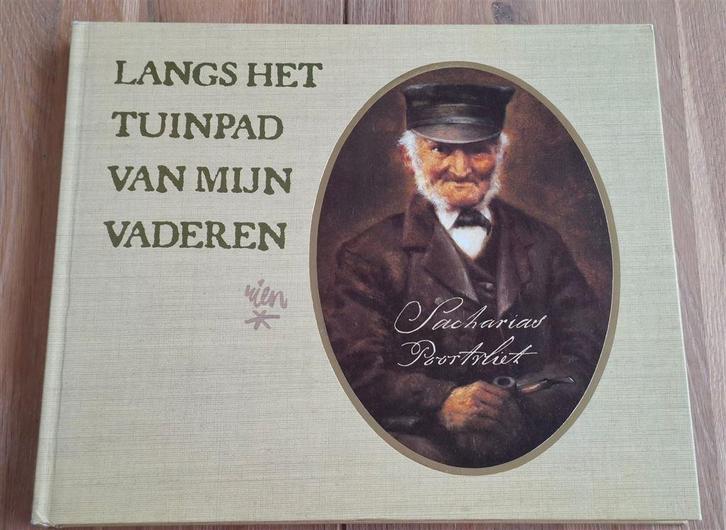 LANGS HET
TUINPAD
VAN MIJN
VADEREN
rien
Sacharias
Poortvliet